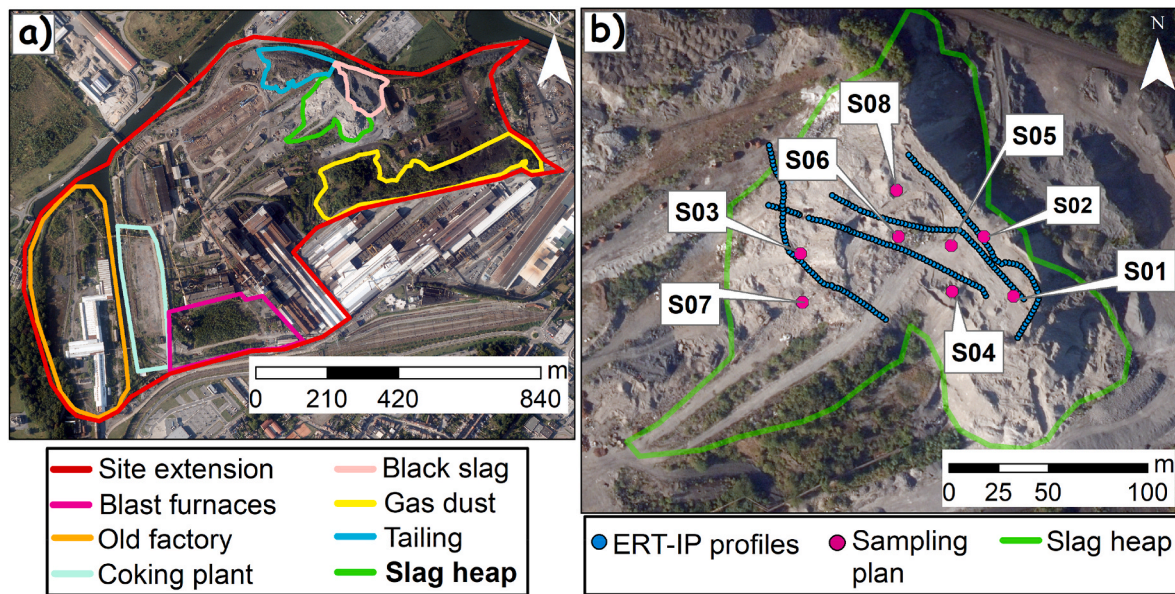 a)
N
m
0 210 420 840
Site extension
Blast furnaces
Old factory
Coking plant
Black slag
Gas dust
Tailing
Slag heap
b)
N
S08
S05
S06
S02
S03
S01
S07
S04
m
0 25 50 100
ERT-IP profiles
Sampling
plan
Slag heap